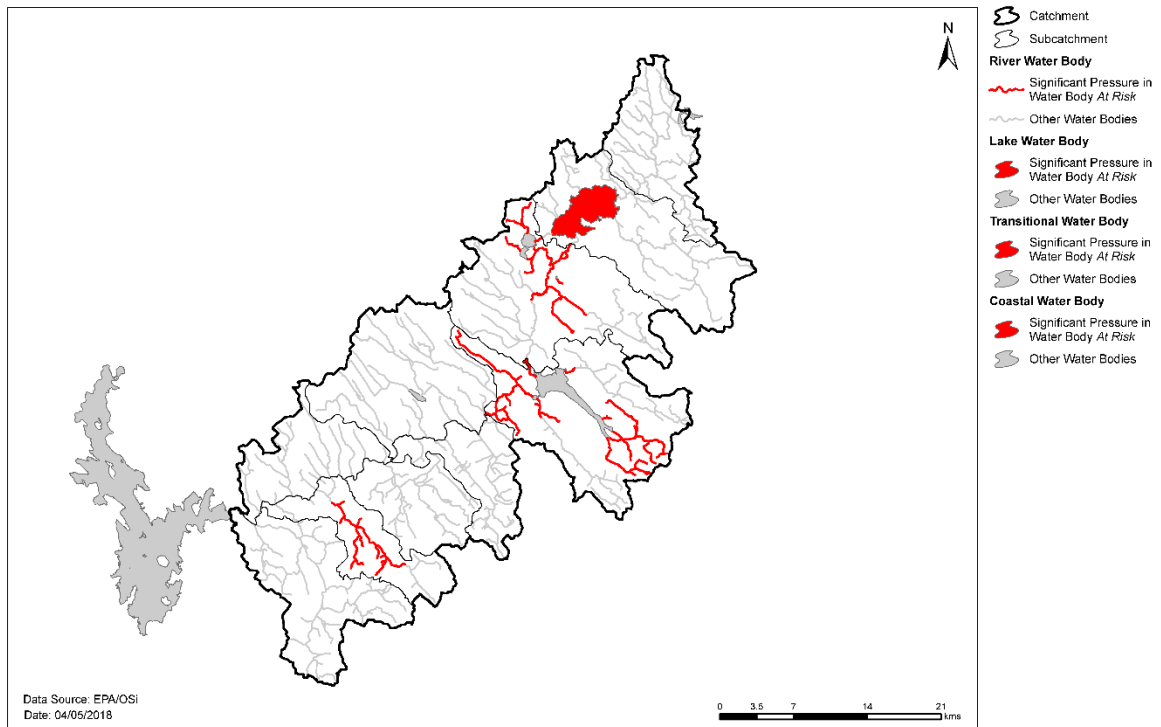 N
Catchment
Subcatchment
River Water Body
Significant Pressure in
Water Body At Risk
Other Water Bodies
Lake Water Body
Significant Pressure in
Water Body At Risk
Other Water Bodies
Transitional Water Body
Significant Pressure in
Water Body At Risk
Other Water Bodies
Coastal Water Body
Significant Pressure in
Water Body At Risk
Other Water Bodies
Data Source: EPA/OSi
Date: 04/05/2018
0 3.5 7 14 21
kms